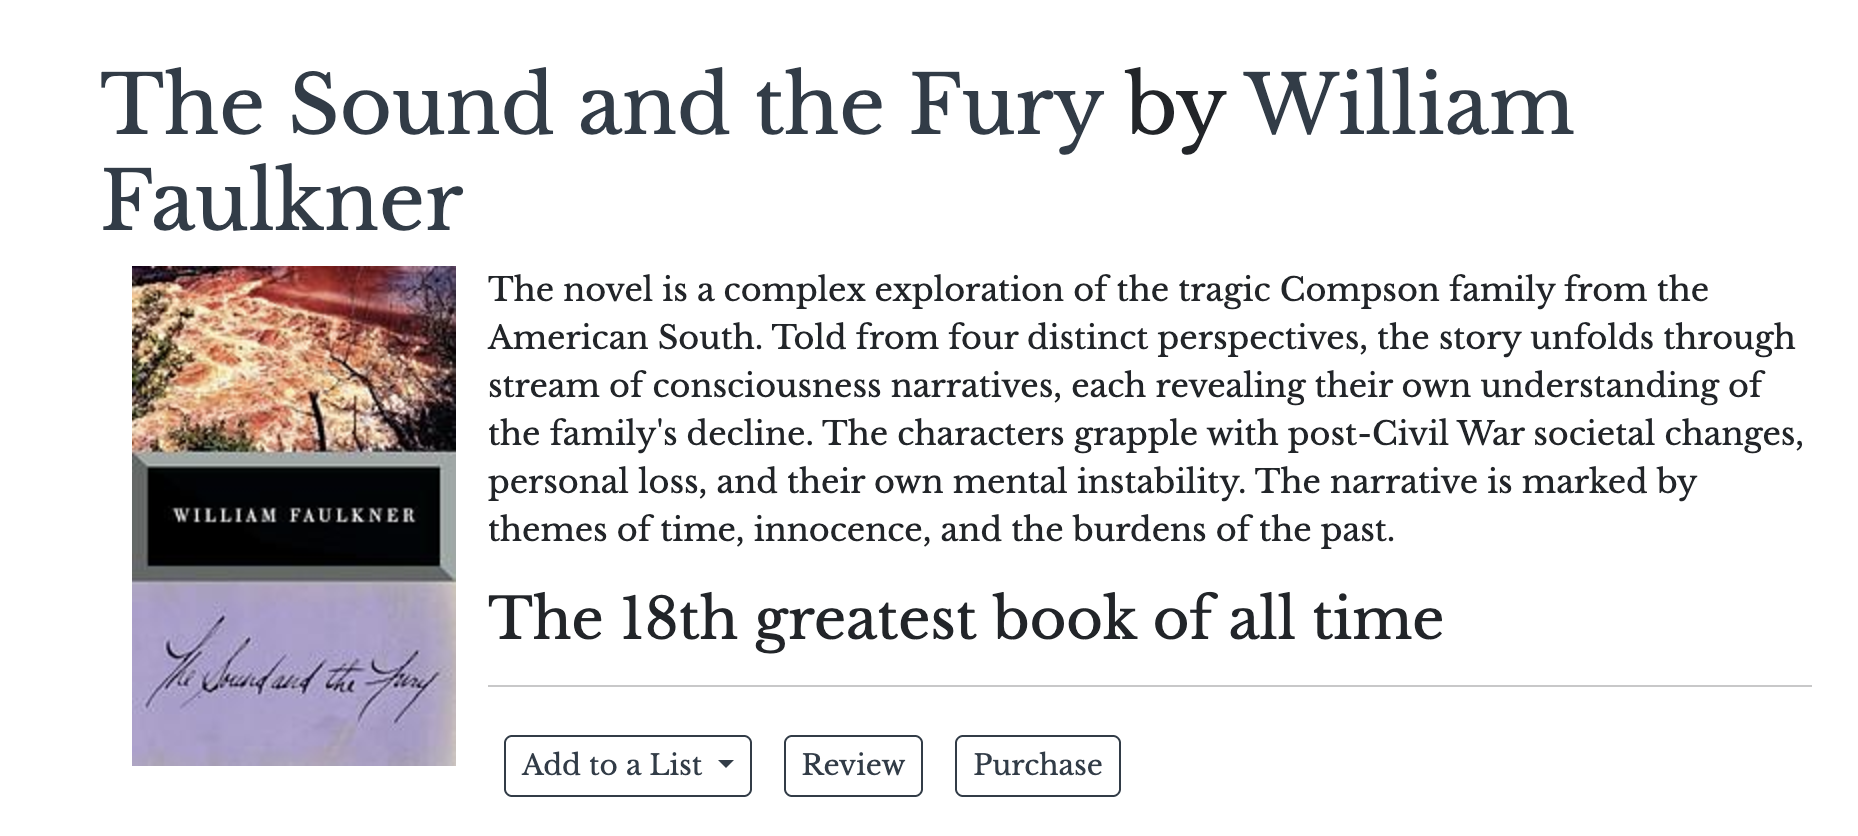 The Sound and the Fury by William
Faulkner
WILLIAM FAULKNER
The Sound and the Fury
The novel is a complex exploration of the tragic Compson family from the
American South. Told from four distinct perspectives, the story unfolds through
stream of consciousness narratives, each revealing their own understanding of
the family's decline. The characters grapple with post-Civil War societal changes,
personal loss, and their own mental instability. The narrative is marked by
themes of time, innocence, and the burdens of the past.
The 18th greatest book of all time
Add to a List
Review
Purchase